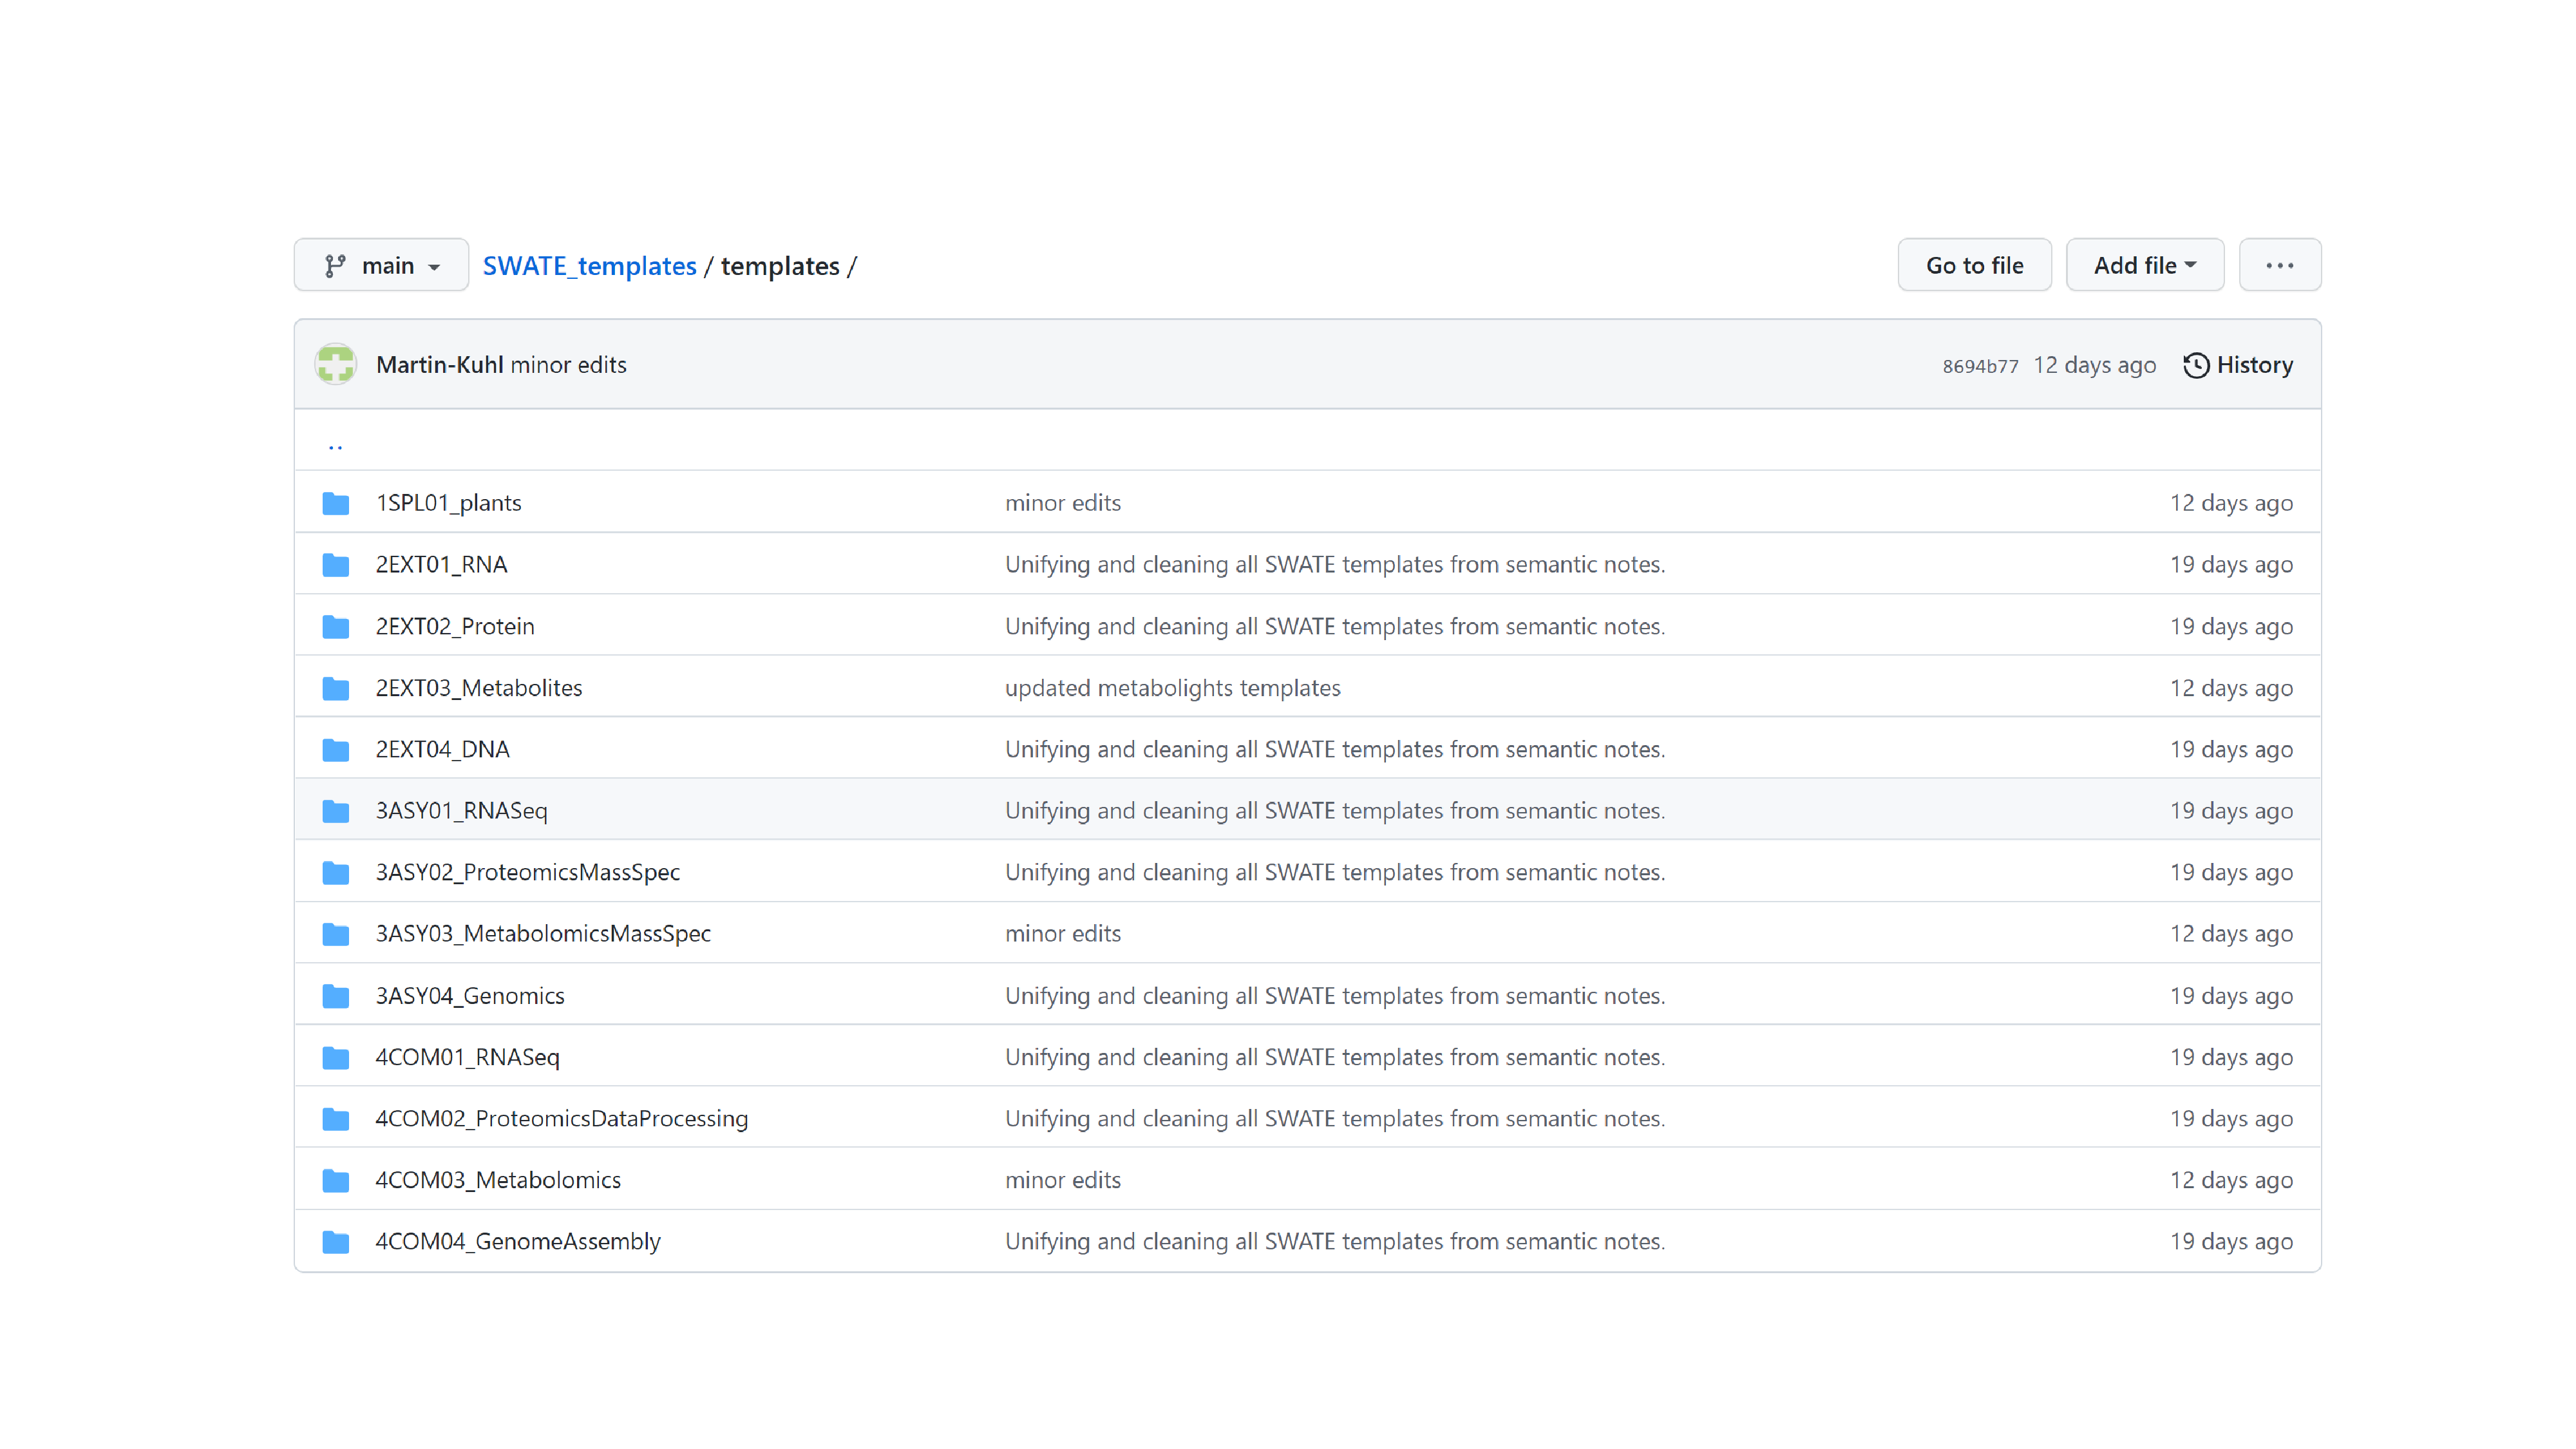 main SWATE_templates / templates / Go to file Add file ...
Martin-Kuhl minor edits 8694b77 12 days ago History
..
1SPL01_plants minor edits 12 days ago
2EXT01_RNA Unifying and cleaning all SWATE templates from semantic notes. 19 days ago
2EXT02_Protein Unifying and cleaning all SWATE templates from semantic notes. 19 days ago
2EXT03_Metabolites updated metabolights templates 12 days ago
2EXT04_DNA Unifying and cleaning all SWATE templates from semantic notes. 19 days ago
3ASY01_RNASeq Unifying and cleaning all SWATE templates from semantic notes. 19 days ago
3ASY02_ProteomicsMassSpec Unifying and cleaning all SWATE templates from semantic notes. 19 days ago
3ASY03_MetabolomicsMassSpec minor edits 12 days ago
3ASY04_Genomics Unifying and cleaning all SWATE templates from semantic notes. 19 days ago
4COM01_RNASeq Unifying and cleaning all SWATE templates from semantic notes. 19 days ago
4COM02_ProteomicsDataProcessing Unifying and cleaning all SWATE templates from semantic notes. 19 days ago
4COM03_Metabolomics minor edits 12 days ago
4COM04_GenomeAssembly Unifying and cleaning all SWATE templates from semantic notes. 19 days ago